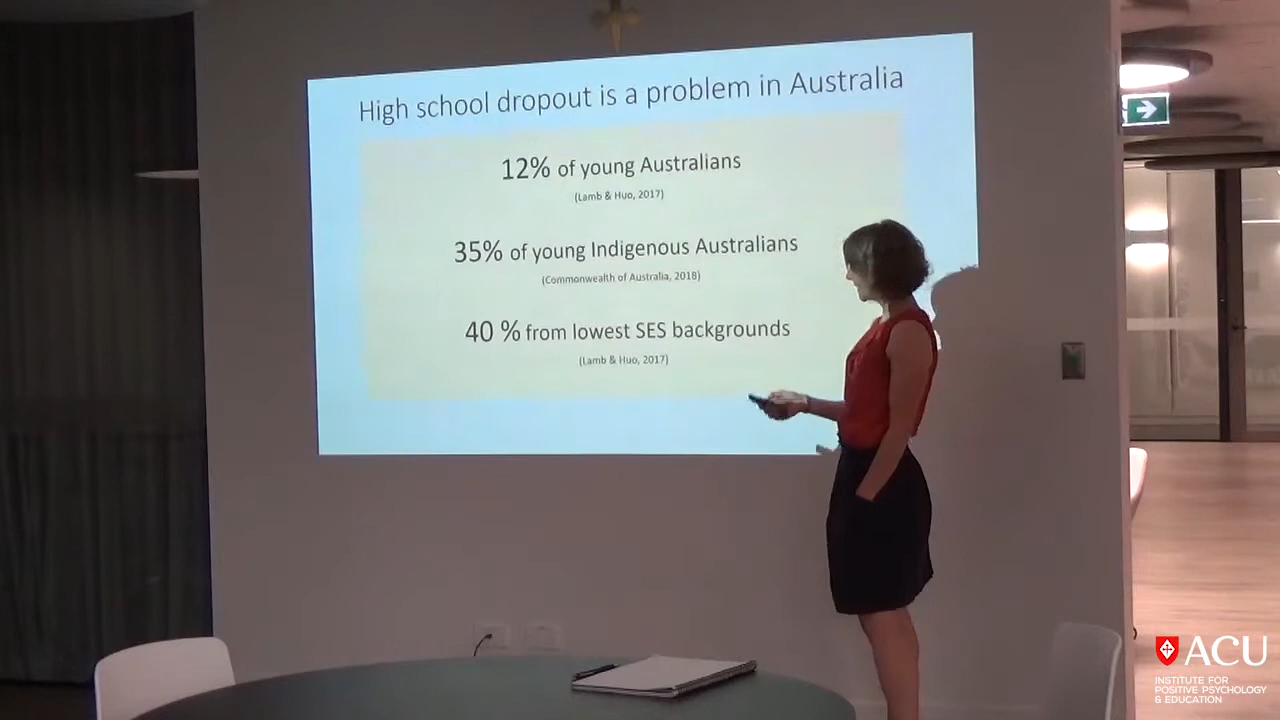 High school dropout is a problem in Australia
12% of young Australians
(Lamb & Huo, 2017)
35% of young Indigenous Australians
(Commonwealth of Australia, 2018)
40 % from lowest SES backgrounds
(Lamb & Huo, 2017)
ACU
INSTITUTE FOR
POSITIVE PSYCHOLOGY
& EDUCATION